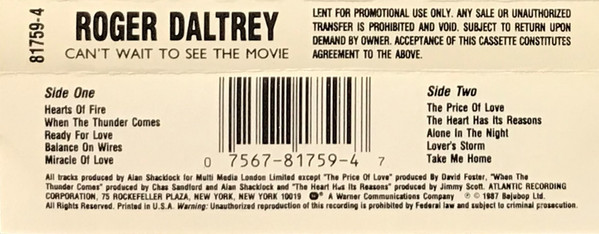 81759-4
ROGER DALTREY
CAN'T WAIT TO SEE THE MOVIE
LENT FOR PROMOTIONAL USE ONLY. ANY SALE OR UNAUTHORIZED
TRANSFER IS PROHIBITED AND VOID. SUBJECT TO RETURN UPON
DEMAND BY OWNER. ACCEPTANCE OF THIS CASSETTE CONSTITUTES
AGREEMENT TO THE ABOVE.
Side One
Hearts Of Fire
When The Thunder Comes
Ready For Love
Balance On Wires
Miracle Of Love
0 7567-81759-4 7
Side Two
The Price Of Love
The Heart Has Its Reasons
Alone In The Night
Lover's Storm
Take Me Home
All tracks produced by Alan Shacklock for Multi Media London Limited except "The Price Of Love" produced By David Foster, "When The
Thunder Comes" produced by Chas Sandford and Alan Shacklock and "The Heart Has Its Reasons" produced by Jimmy Scott. ATLANTIC RECORDING
CORPORATION, 75 ROCKEFELLER PLAZA, NEW YORK, NEW YORK 10019 ® A Warner Communications Company ℗ © 1987 Bajubop Ltd.
All Rights Reserved. Printed in U.S.A. Warning: Unauthorized reproduction of this recording is prohibited by Federal law and subject to criminal prosecution.